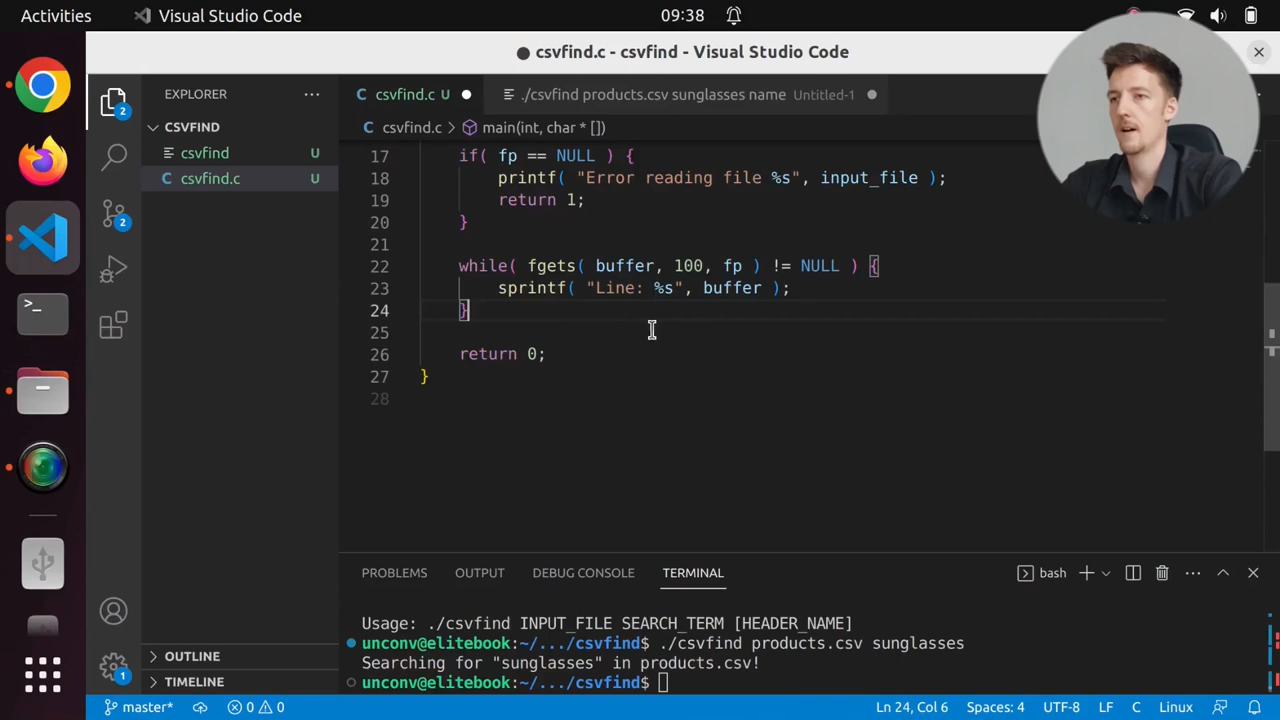 Activities
Visual Studio Code
09:38
csvfind.c - csvfind - Visual Studio Code
EXPLORER
csvfind.c U
./csvfind products.csv sunglasses name Untitled-1
CSVFIND
csvfind.c > main(int, char * [])
csvfind U
csvfind.c U
17 if( fp == NULL ) {
18 printf( "Error reading file %s", input_file );
19 return 1;
20 }
21
22 while( fgets( buffer, 100, fp ) != NULL ) {
23 sprintf( "Line: %s", buffer );
24 }
25
26 return 0;
27 }
28
2
2
1
OUTLINE
TIMELINE
PROBLEMS OUTPUT DEBUG CONSOLE TERMINAL
bash
Usage: ./csvfind INPUT_FILE SEARCH_TERM [HEADER_NAME]
unconv@elitebook:~/.../csvfind$ ./csvfind products.csv sunglasses
Searching for "sunglasses" in products.csv!
unconv@elitebook:~/.../csvfind$
master* 0 0 Ln 24, Col 6 Spaces: 4 UTF-8 LF C Linux